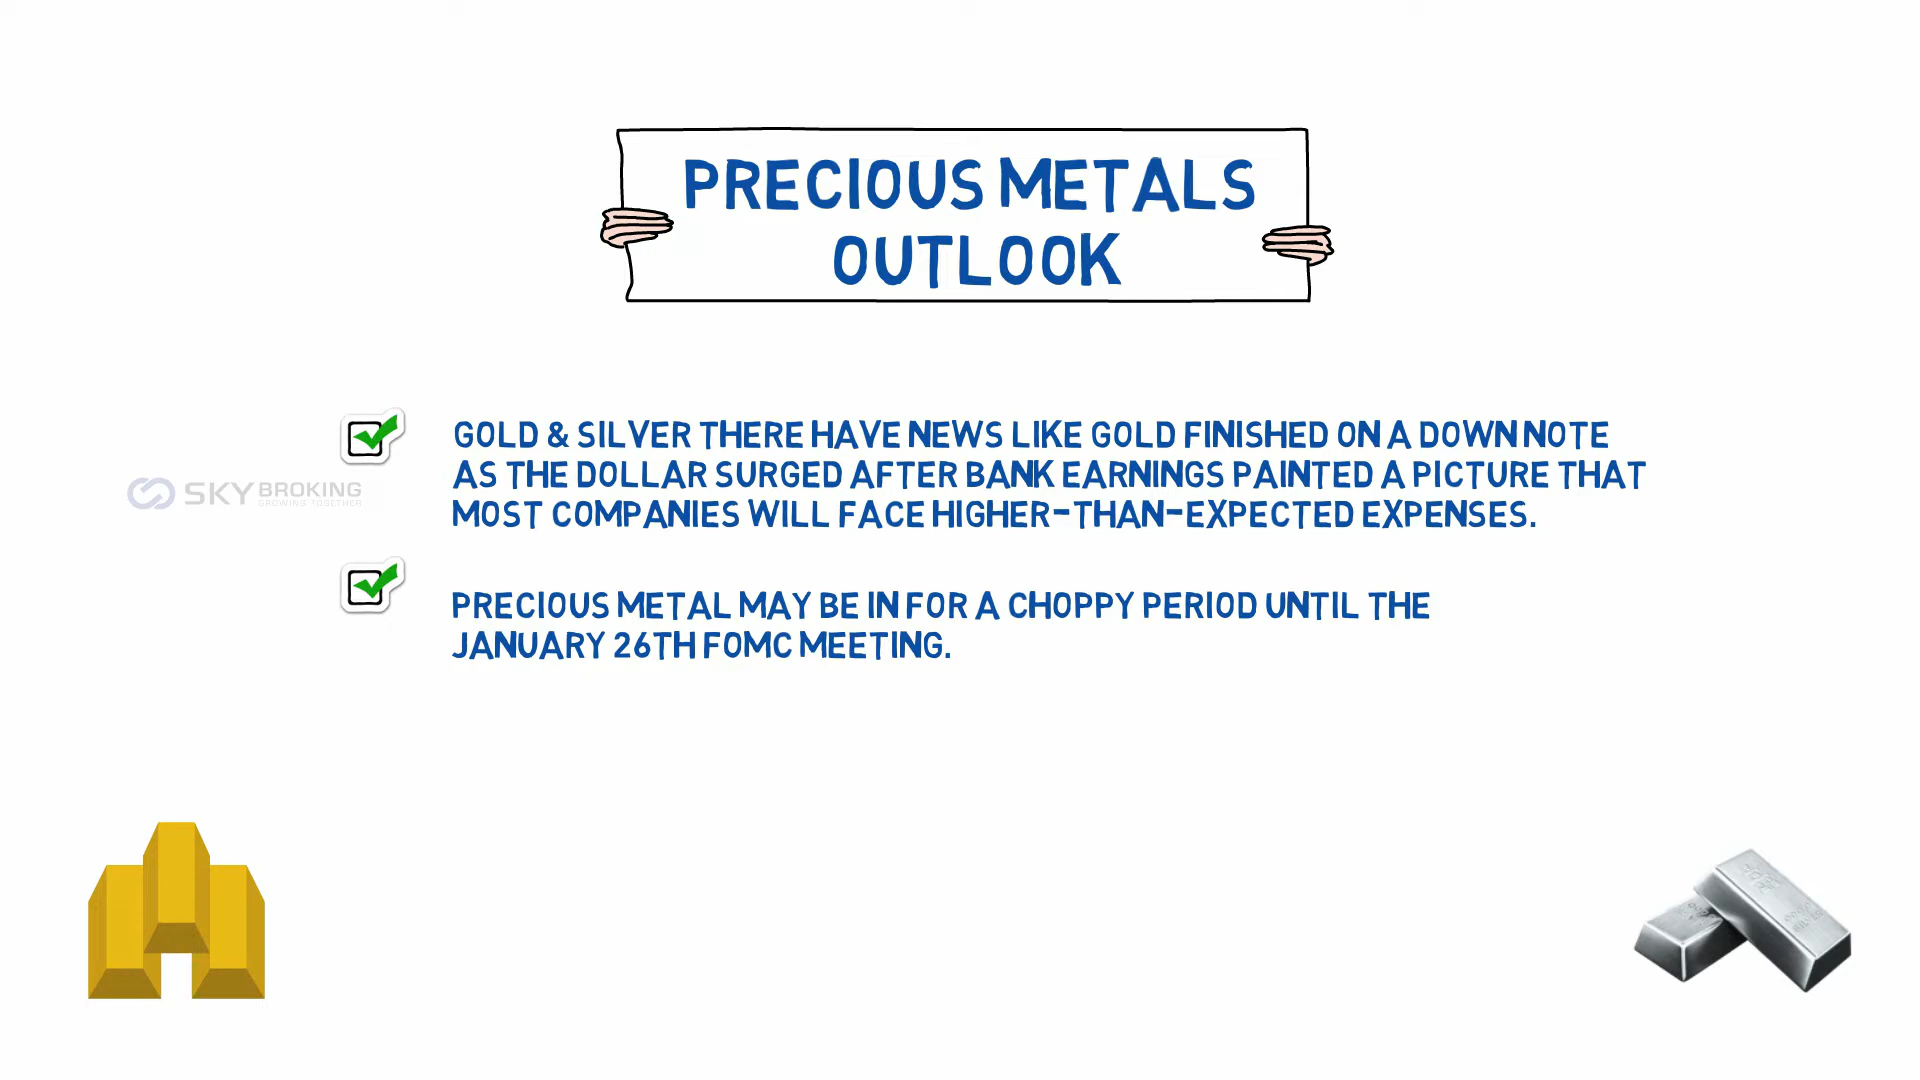 PRECIOUS METALS
OUTLOOK
GOLD & SILVER THERE HAVE NEWS LIKE GOLD FINISHED ON A DOWN NOTE
AS THE DOLLAR SURGED AFTER BANK EARNINGS PAINTED A PICTURE THAT
MOST COMPANIES WILL FACE HIGHER-THAN-EXPECTED EXPENSES.
SKY BROKING
GROWING TOGETHER
PRECIOUS METAL MAY BE IN FOR A CHOPPY PERIOD UNTIL THE
JANUARY 26TH FOMC MEETING.